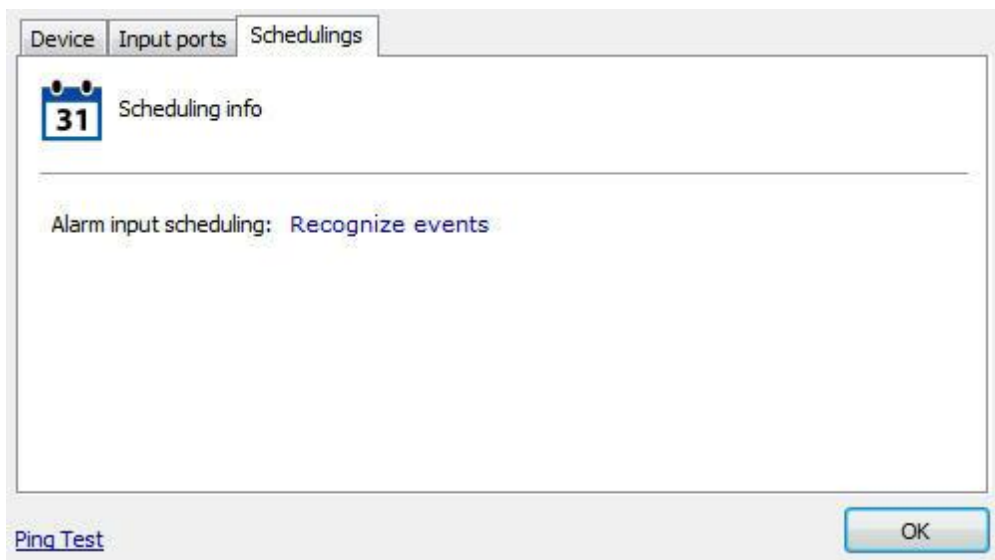 Device Input ports Schedulings
31 Scheduling info
Alarm input scheduling: Recognize events
Ping Test OK